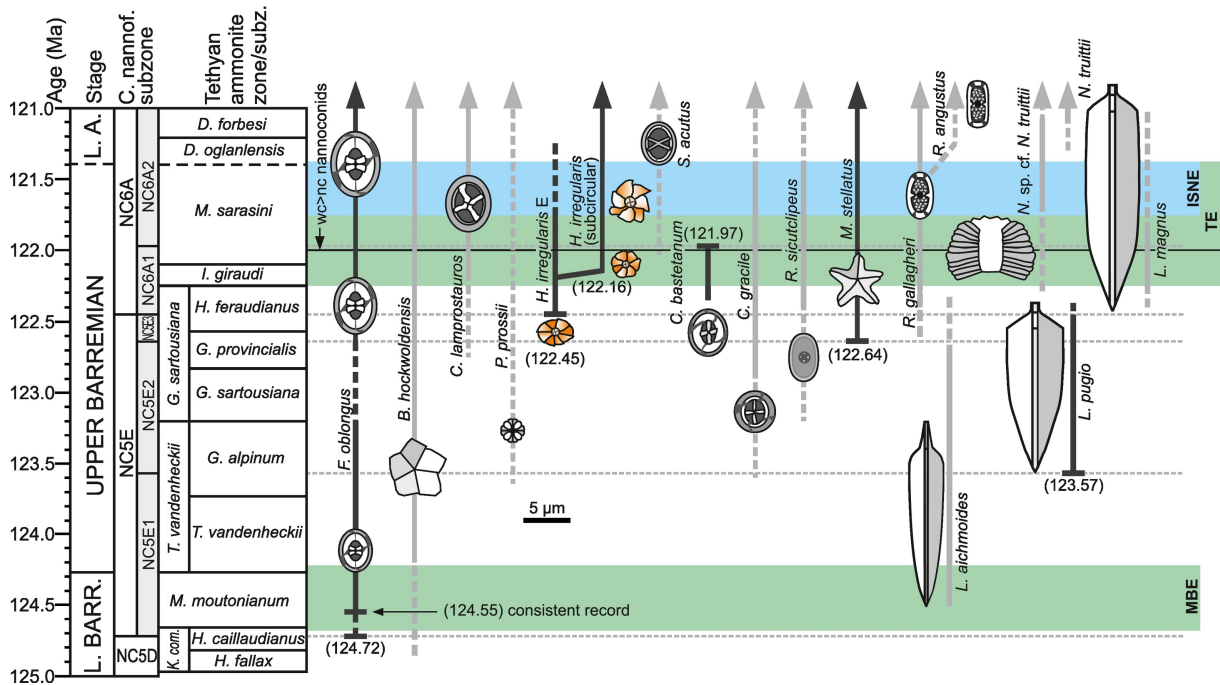 Age (Ma)
Stage
C. nannof.
subzone
Tethyan
ammonite
zone/subz.
121.0
121.5
122.0
122.5
123.0
123.5
124.0
124.5
125.0
L. A.
UPPER BARREMIAN
L. BARR.
NC6A
NC5E
NC5D
NC6A2
NC6A1
NC5E3
NC5E2
NC5E1
G. sartousiana
T. vandenheckii
K. com.
D. forbesi
D. oglanlensis
M. sarasini
I. giraudi
H. feraudianus
G. provincialis
G. sartousiana
G. alpinum
T. vandenheckii
M. moutonianum
H. caillaudianus
H. fallax
wc>nc nannoconids
F. oblongus
(124.72)
(124.55) consistent record
B. hockwoldensis
C. lamprostauros
P. prossii
H. irregularis E
(122.45)
H. irregularis
(subcircular)
(122.16)
S. acutus
C. bastetanum
(121.97)
C. gracile
R. sicutclipeus
M. stellatus
(122.64)
R. gallagheri
R. angustus
L. aichmoides
N. sp. cf. N. truittii
N. truittii
L. pugio
(123.57)
L. magnus
5 µm
ISNE
TE
MBE